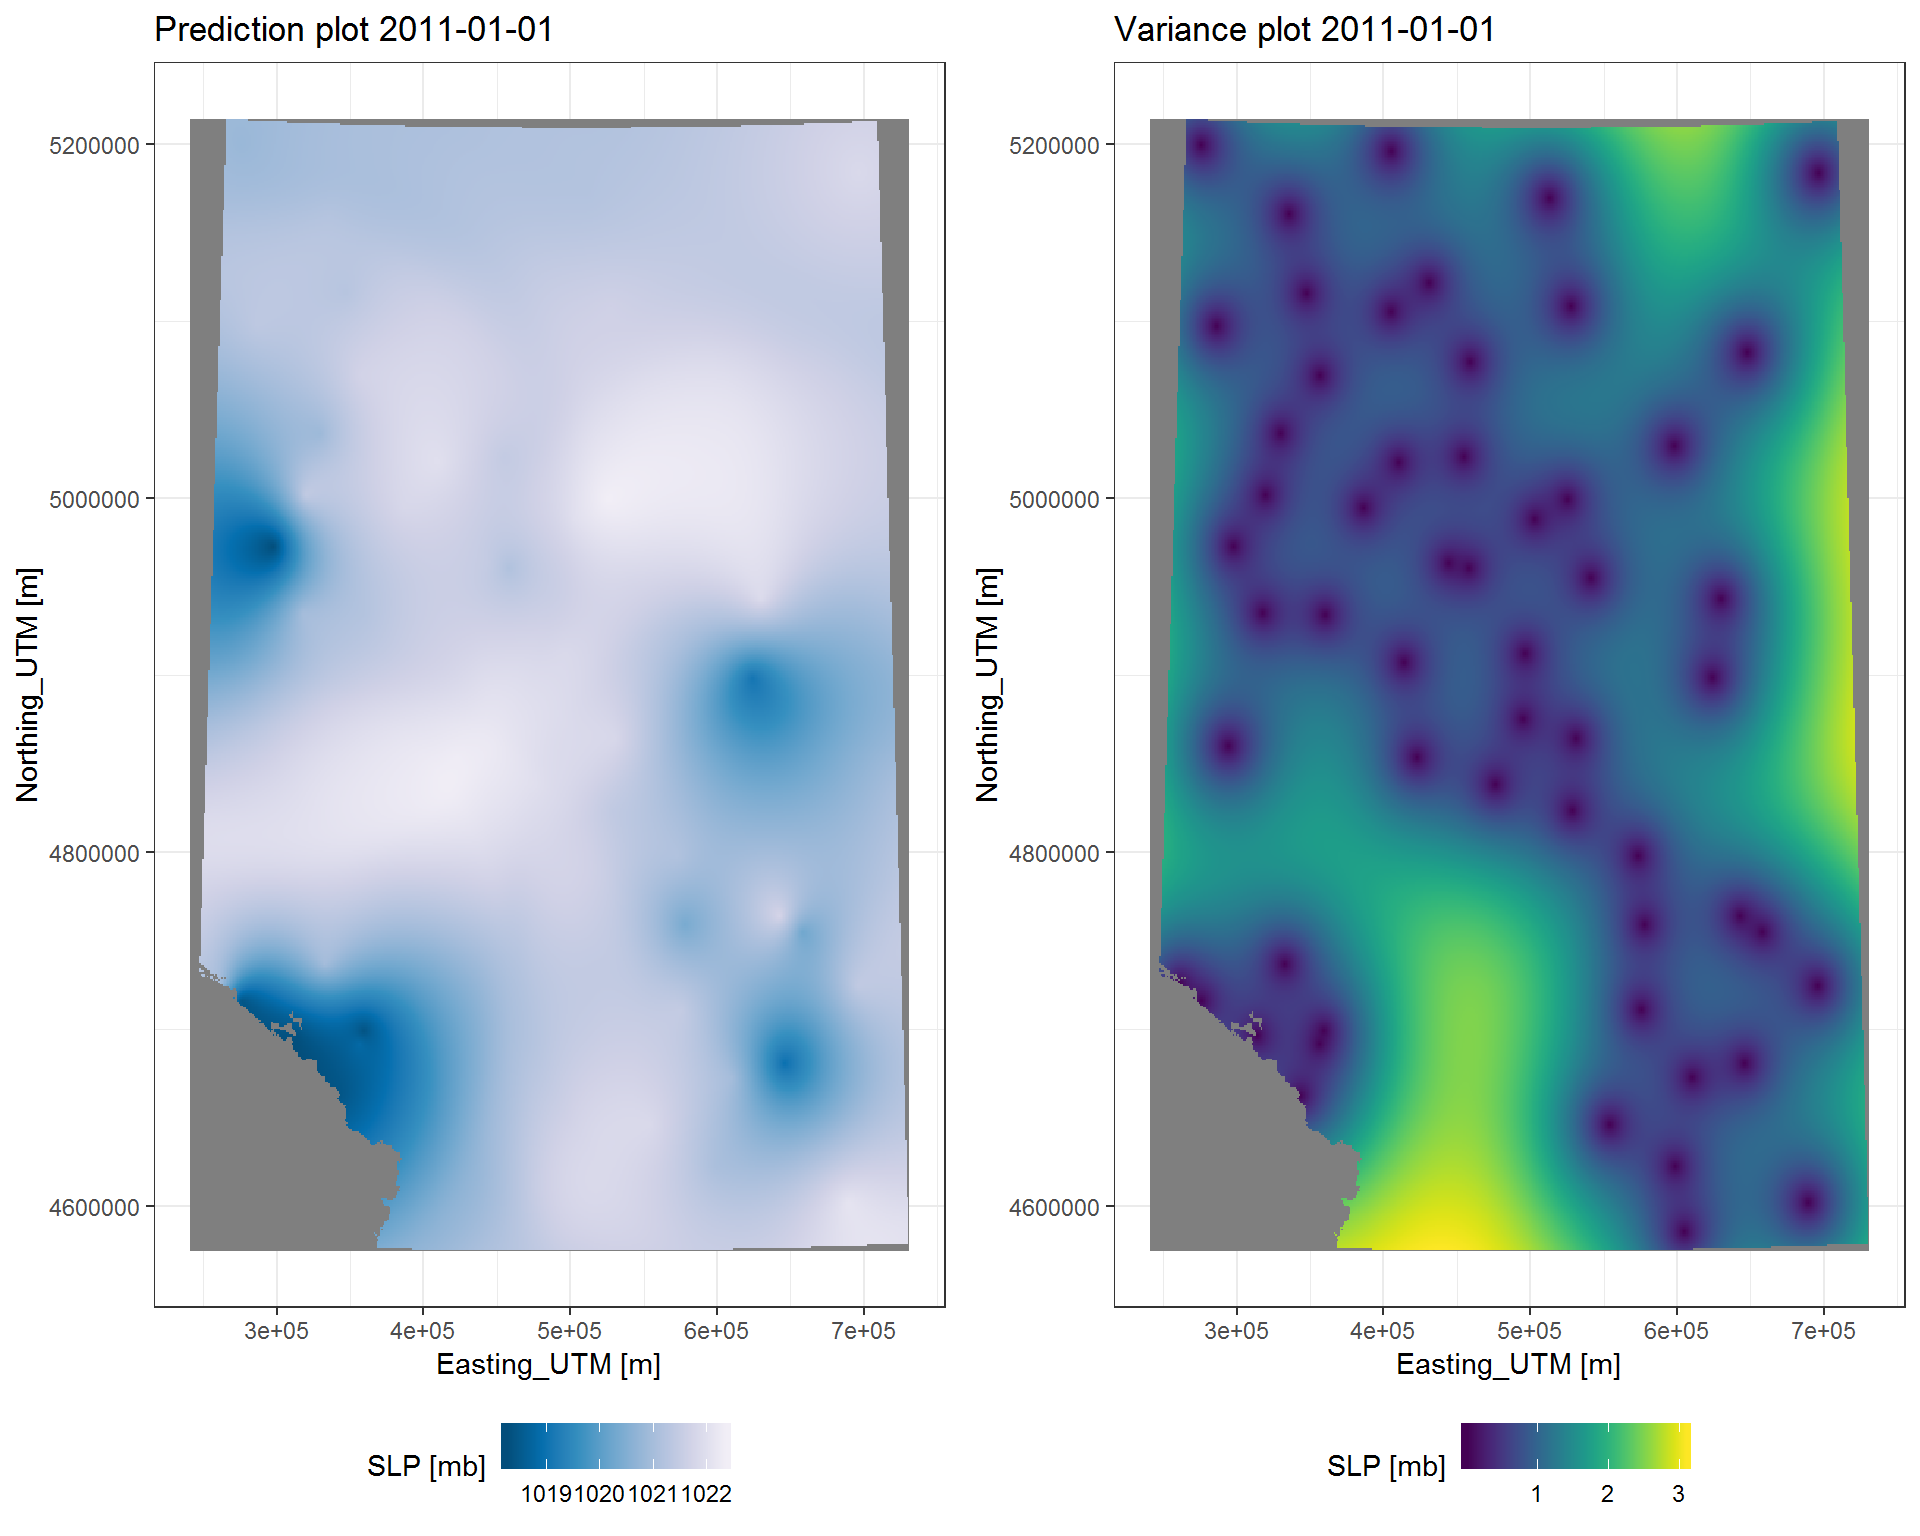 Prediction plot 2011-01-01
5200000
5000000
4800000
4600000
Northing_UTM [m]
3e+05 4e+05 5e+05 6e+05 7e+05
Easting_UTM [m]
SLP [mb]
1019 1020 1021 1022
Variance plot 2011-01-01
5200000
5000000
4800000
4600000
Northing_UTM [m]
3e+05 4e+05 5e+05 6e+05 7e+05
Easting_UTM [m]
SLP [mb]
1 2 3